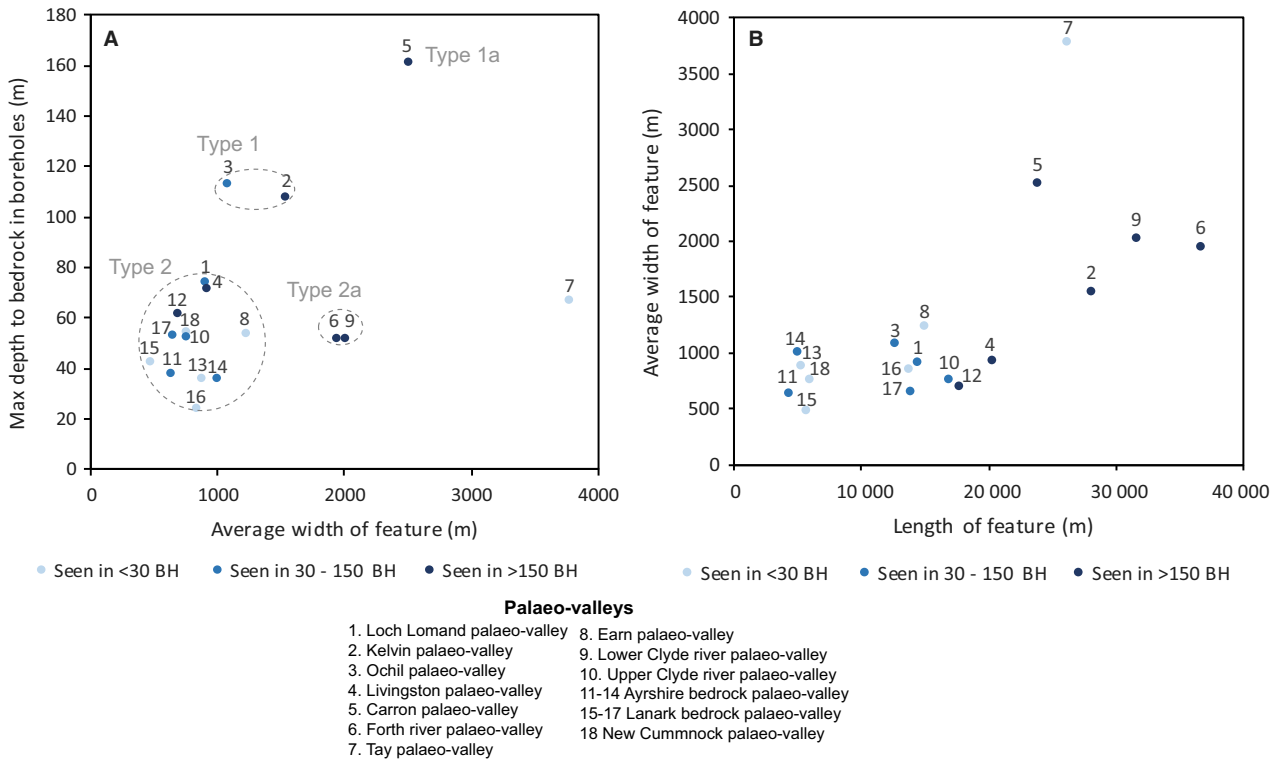 A
180
160
140
120
100
80
60
40
20
0
Max depth to bedrock in boreholes (m)
5
Type 1a
Type 1
3
2
Type 2
1
4
12
17
18
10
8
15
11
13
14
16
Type 2a
6
9
7
0
1000
2000
3000
4000
Average width of feature (m)
Seen in <30 BH
Seen in 30 - 150 BH
Seen in >150 BH
B
4000
3500
3000
2500
2000
1500
1000
500
0
Average width of feature (m)
7
5
9
6
2
8
3
1
14
13
18
16
10
4
11
17
12
15
0
10 000
20 000
30 000
40 000
Length of feature (m)
Seen in <30 BH
Seen in 30 - 150 BH
Seen in >150 BH
Palaeo-valleys
1. Loch Lomand palaeo-valley
2. Kelvin palaeo-valley
3. Ochil palaeo-valley
4. Livingston palaeo-valley
5. Carron palaeo-valley
6. Forth river palaeo-valley
7. Tay palaeo-valley
8. Earn palaeo-valley
9. Lower Clyde river palaeo-valley
10. Upper Clyde river palaeo-valley
11-14 Ayrshire bedrock palaeo-valley
15-17 Lanark bedrock palaeo-valley
18 New Cummnock palaeo-valley